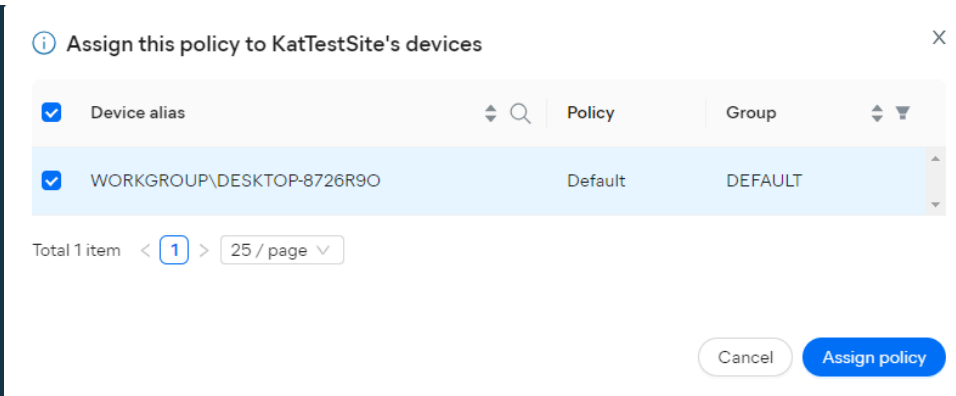 Assign this policy to KatTestSite's devices X
Device alias Policy Group
WORKGROUP\DESKTOP-8726R9O Default DEFAULT
Total 1 item < 1 > 25 / page
Cancel Assign policy